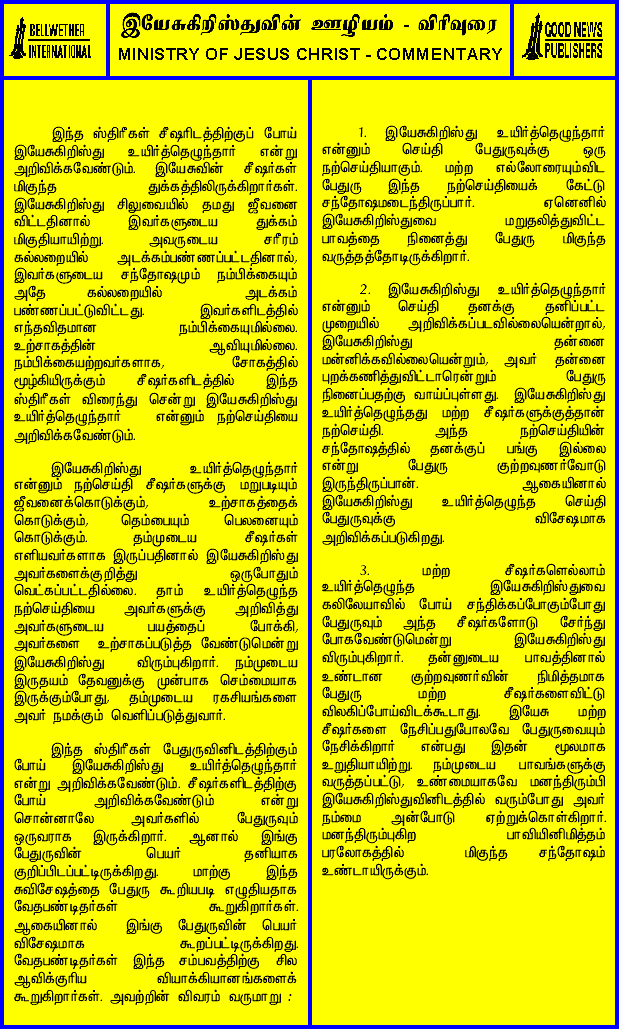 BELLWETHER
INTERNATIONAL
இயேசுகிறிஸ்துவின் ஊழியம் - விரிவுரை
MINISTRY OF JESUS CHRIST - COMMENTARY
GOOD NEWS
PUBLISHERS
இந்த ஸ்திரீகள் சீஷரிடத்திற்குப் போய்
இயேசுகிறிஸ்து உயிர்த்தெழுந்தார் என்று
அறிவிக்கவேண்டும். இயேசுவின் சீஷர்கள்
மிகுந்த துக்கத்திலிருக்கிறார்கள்.
இயேசுகிறிஸ்து சிலுவையில் தமது ஜீவனை
விட்டதினால் இவர்களுடைய துக்கம்
மிகுதியாயிற்று. அவருடைய சரீரம்
கல்லறையில் அடக்கம்பண்ணப்பட்டதினால்,
இவர்களுடைய சந்தோஷமும் நம்பிக்கையும்
அதே கல்லறையில் அடக்கம்
பண்ணப்பட்டுவிட்டது. இவர்களிடத்தில்
எந்தவிதமான நம்பிக்கையுமில்லை.
உற்சாகத்தின் ஆவியுமில்லை.
நம்பிக்கையற்றவர்களாக, சோகத்தில்
மூழ்கியிருக்கும் சீஷர்களிடத்தில் இந்த
ஸ்திரீகள் விரைந்து சென்று இயேசுகிறிஸ்து
உயிர்த்தெழுந்தார் என்னும் நற்செய்தியை
அறிவிக்கவேண்டும்.
இயேசுகிறிஸ்து உயிர்த்தெழுந்தார்
என்னும் நற்செய்தி சீஷர்களுக்கு மறுபடியும்
ஜீவனைக்கொடுக்கும், உற்சாகத்தைக்
கொடுக்கும், தெம்பையும் பெலனையும்
கொடுக்கும். தம்முடைய சீஷர்கள்
எளியவர்களாக இருப்பதினால் இயேசுகிறிஸ்து
அவர்களைக்குறித்து ஒருபோதும்
வெட்கப்பட்டதில்லை. தாம் உயிர்த்தெழுந்த
நற்செய்தியை அவர்களுக்கு அறிவித்து
அவர்களுடைய பயத்தைப் போக்கி,
அவர்களை உற்சாகப்படுத்த வேண்டுமென்று
இயேசுகிறிஸ்து விரும்புகிறார். நம்முடைய
இருதயம் தேவனுக்கு முன்பாக செம்மையாக
இருக்கும்போது, தம்முடைய ரகசியங்களை
அவர் நமக்கும் வெளிப்படுத்துவார்.
இந்த ஸ்திரீகள் பேதுருவினிடத்திற்கும்
போய் இயேசுகிறிஸ்து உயிர்த்தெழுந்தார்
என்று அறிவிக்கவேண்டும். சீஷர்களிடத்திற்கு
போய் அறிவிக்கவேண்டும் என்று
சொன்னாலே அவர்களில் பேதுருவும்
ஒருவராக இருக்கிறார். ஆனால் இங்கு
பேதுருவின் பெயர் தனியாக
குறிப்பிடப்பட்டிருக்கிறது. மாற்கு இந்த
சுவிசேஷத்தை பேதுரு கூறியபடி எழுதியதாக
வேதபண்டிதர்கள் கூறுகிறார்கள்.
ஆகையினால் இங்கு பேதுருவின் பெயர்
விசேஷமாக கூறப்பட்டிருக்கிறது.
வேதபண்டிதர்கள் இந்த சம்பவத்திற்கு சில
ஆவிக்குரிய வியாக்கியானங்களைக்
கூறுகிறார்கள். அவற்றின் விவரம் வருமாறு :
1. இயேசுகிறிஸ்து உயிர்த்தெழுந்தார்
என்னும் செய்தி பேதுருவுக்கு ஒரு
நற்செய்தியாகும். மற்ற எல்லோரையும்விட
பேதுரு இந்த நற்செய்தியைக் கேட்டு
சந்தோஷமடைந்திருப்பார். ஏனெனில்
இயேசுகிறிஸ்துவை மறுதலித்துவிட்ட
பாவத்தை நினைத்து பேதுரு மிகுந்த
வருத்தத்தோடிருக்கிறார்.
2. இயேசுகிறிஸ்து உயிர்த்தெழுந்தார்
என்னும் செய்தி தனக்கு தனிப்பட்ட
முறையில் அறிவிக்கப்படவில்லையென்றால்,
இயேசுகிறிஸ்து தன்னை
மன்னிக்கவில்லையென்றும், அவர் தன்னை
புறக்கணித்துவிட்டாரென்றும் பேதுரு
நினைப்பதற்கு வாய்ப்புள்ளது. இயேசுகிறிஸ்து
உயிர்த்தெழுந்தது மற்ற சீஷர்களுக்குத்தான்
நற்செய்தி. அந்த நற்செய்தியின்
சந்தோஷத்தில் தனக்குப் பங்கு இல்லை
என்று பேதுரு குற்றவுணர்வோடு
இருந்திருப்பான். ஆகையினால்
இயேசுகிறிஸ்து உயிர்த்தெழுந்த செய்தி
பேதுருவுக்கு விசேஷமாக
அறிவிக்கப்படுகிறது.
3. மற்ற சீஷர்களெல்லாம்
உயிர்த்தெழுந்த இயேசுகிறிஸ்துவை
கலிலேயாவில் போய் சந்திக்கப்போகும்போது
பேதுருவும் அந்த சீஷர்களோடு சேர்ந்து
போகவேண்டுமென்று இயேசுகிறிஸ்து
விரும்புகிறார். தன்னுடைய பாவத்தினால்
உண்டான குற்றவுணர்வின் நிமித்தமாக
பேதுரு மற்ற சீஷர்களைவிட்டு
விலகிப்போய்விடக்கூடாது. இயேசு மற்ற
சீஷர்களை நேசிப்பதுபோலவே பேதுருவையும்
நேசிக்கிறார் என்பது இதன் மூலமாக
உறுதியாயிற்று. நம்முடைய பாவங்களுக்கு
வருத்தப்பட்டு, உண்மையாகவே மனந்திரும்பி
இயேசுகிறிஸ்துவினிடத்தில் வரும்போது அவர்
நம்மை அன்போடு ஏற்றுக்கொள்கிறார்.
மனந்திரும்புகிற பாவியினிமித்தம்
பரலோகத்தில் மிகுந்த சந்தோஷம்
உண்டாயிருக்கும்.